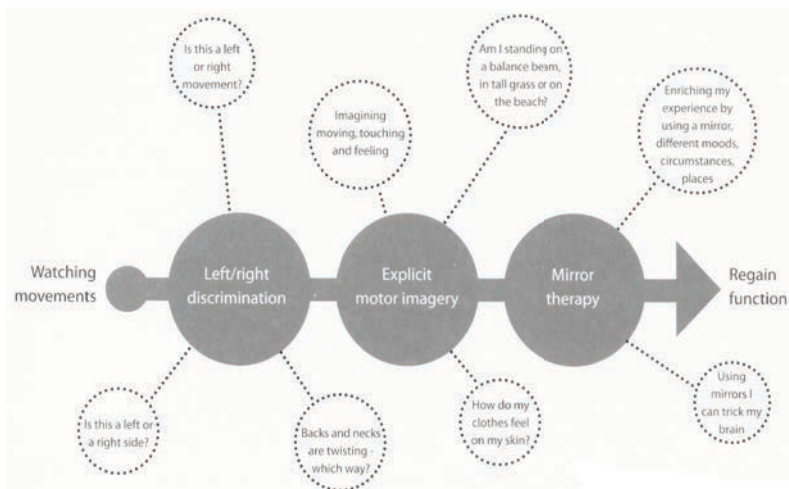 Is this a left
or right
movement?
Imagining
moving, touching
and feeling
Am I standing on
a balance beam,
in tall grass or on
the beach?
Enriching my
experience by
using a mirror,
different moods,
circumstances,
places
Watching
movements
Left/right
discrimination
Explicit
motor imagery
Mirror
therapy
Regain
function
Is this a left or
a right side?
Backs and necks
are twisting -
which way?
How do my
clothes feel
on my skin?
Using
mirrors I
can trick my
brain